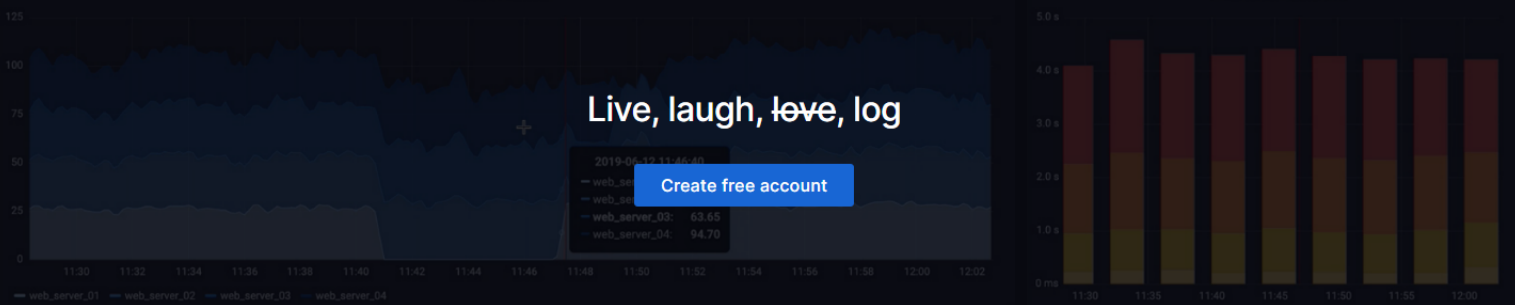 125
100
75
50
25
0
11:30 11:32 11:34 11:36 11:38 11:40 11:42 11:44 11:46 11:48 11:50 11:52 11:54 11:56 11:58 12:00 12:02
web_server_01 web_server_02 web_server_03 web_server_04
Live, laugh, love, log
2019-06-12 11:46:40
web_se
web_se
web_server_03: 63.65
web_server_04: 94.70
Create free account
5.0 s
4.0 s
3.0 s
2.0 s
1.0 s
0 ms
11:30 11:35 11:40 11:45 11:50 11:55 12:00